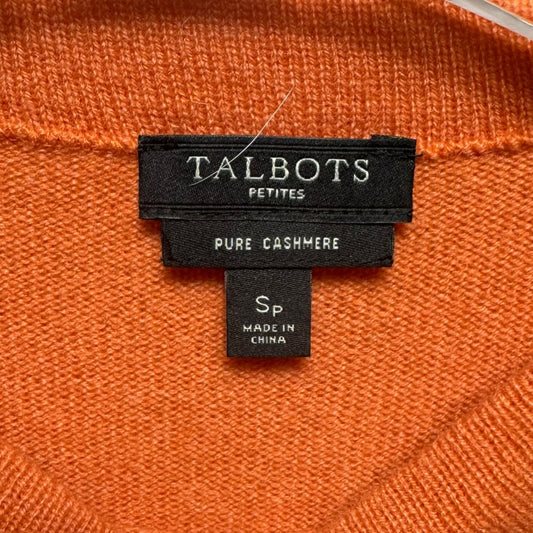 TALBOTS
PETITES
PURE CASHMERE
SP
MADE IN
CHINA